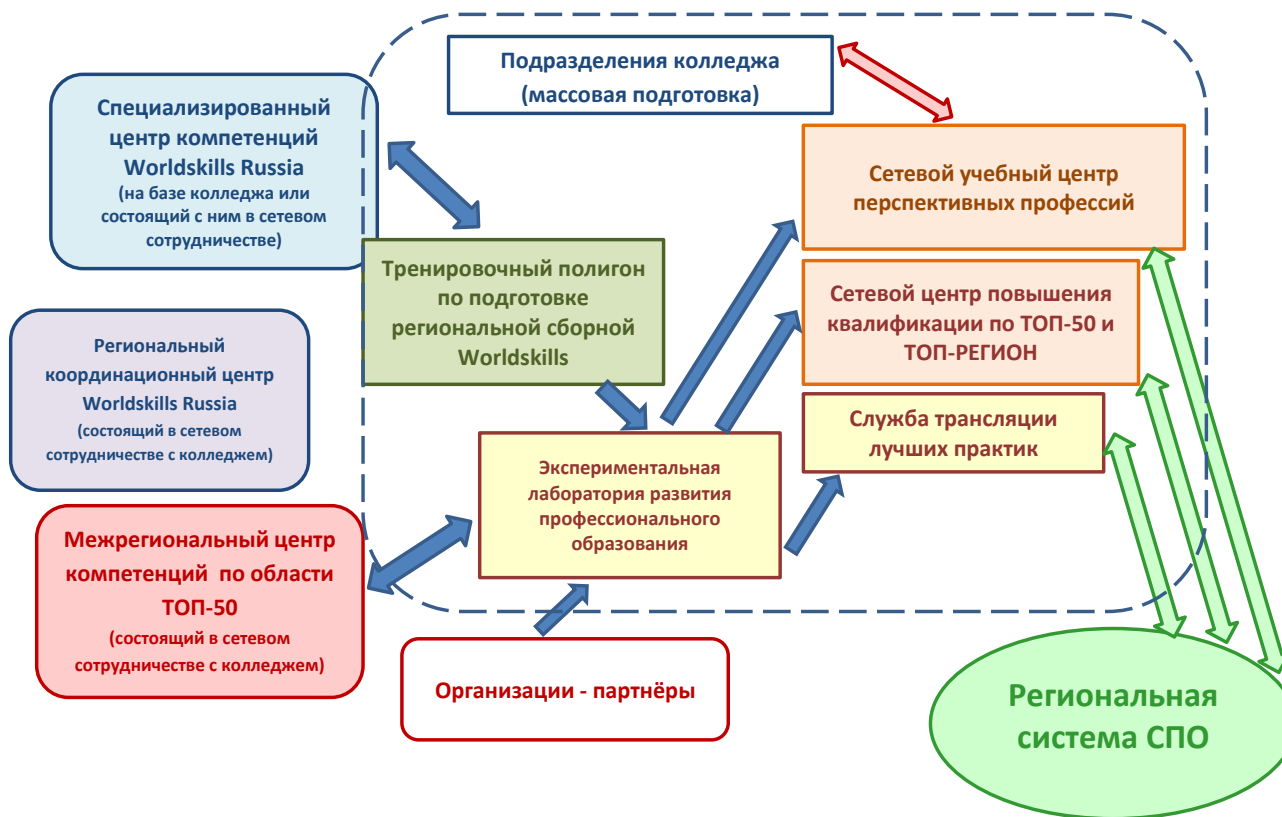 Подразделения колледжа
(массовая подготовка)
Специализированный
центр компетенций
Worldskills Russia
(на базе колледжа или
состоящий с ним в сетевом
сотрудничестве)
Сетевой учебный центр
перспективных профессий
Тренировочный полигон
по подготовке
региональной сборной
Worldskills
Сетевой центр повышения
квалификации по ТОП-50 и
ТОП-РЕГИОН
Региональный
координационный центр
Worldskills Russia
(состоящий в сетевом
сотрудничестве с колледжем)
Служба трансляции
лучших практик
Экспериментальная
лаборатория развития
профессионального
образования
Межрегиональный центр
компетенций по области
ТОП-50
(состоящий в сетевом
сотрудничестве с колледжем)
Организации - партнёры
Региональная
система СПО